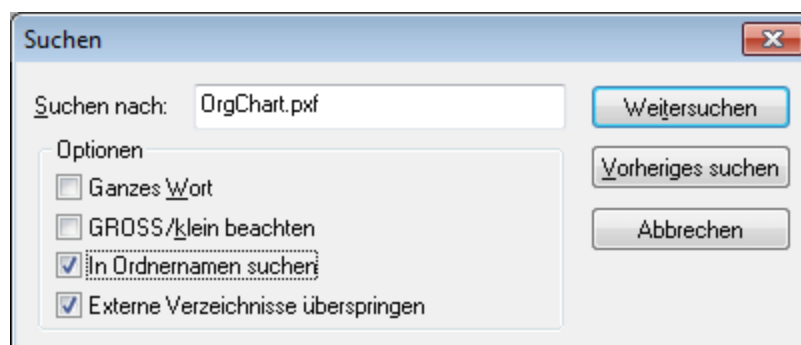 Suchen
Suchen nach: OrgChart.pxf
Weitersuchen
Optionen
Vorheriges suchen
Ganzes Wort
GROSS/klein beachten
Abbrechen
In Ordnernamen suchen
Externe Verzeichnisse überspringen